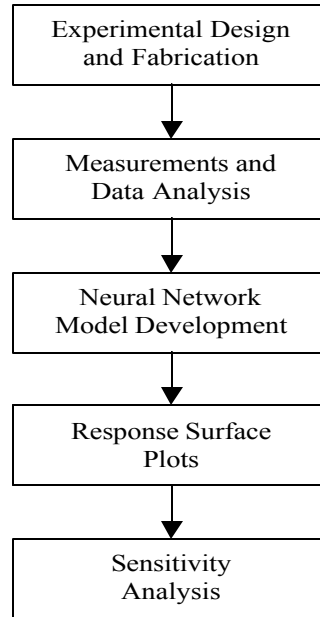 Experimental Design
and Fabrication
Measurements and
Data Analysis
Neural Network
Model Development
Response Surface
Plots
Sensitivity
Analysis